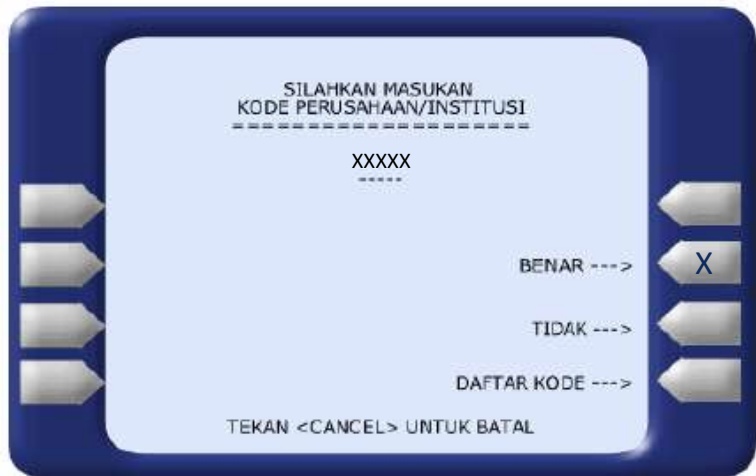 SILAHKAN MASUKAN
KODE PERUSAHAAN/INSTITUSI
====================
XXXXX
-----
BENAR --->
X
TIDAK --->
DAFTAR KODE --->
TEKAN <CANCEL> UNTUK BATAL